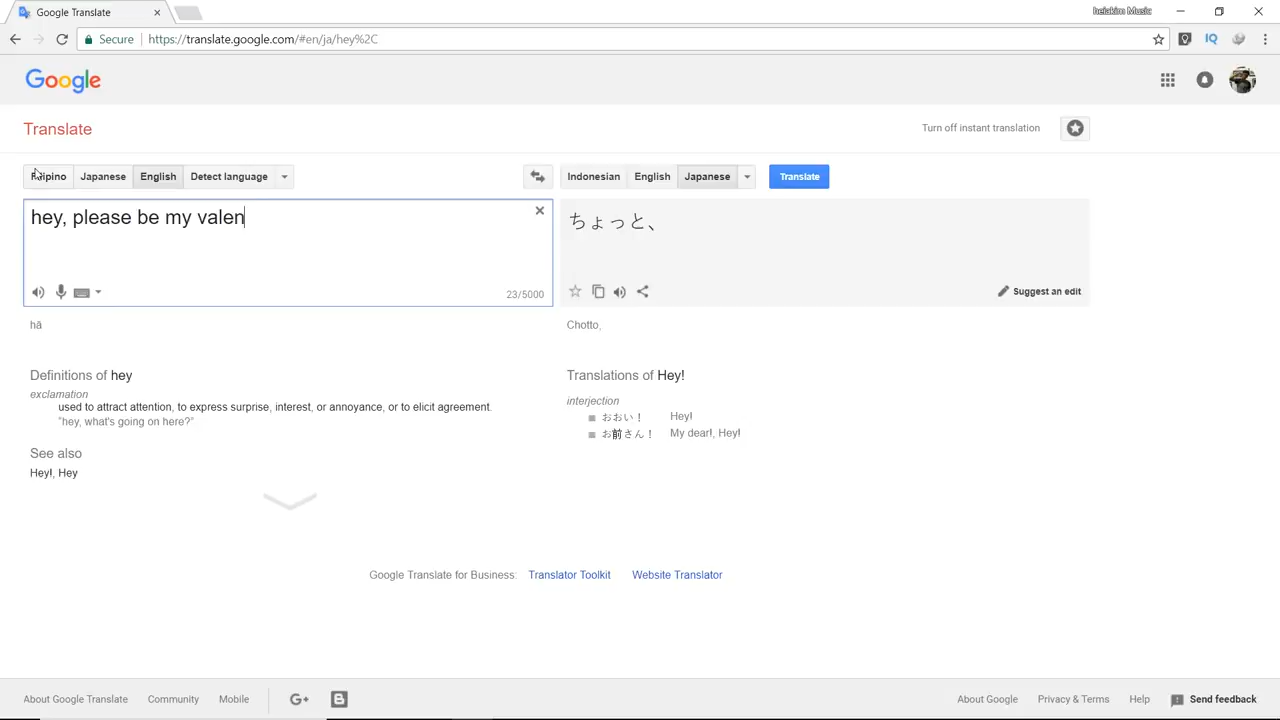 Google Translate
heiakim Music
Secure https://translate.google.com/#en/ja/hey%2C
IQ
Google
Translate
Turn off instant translation
Filipino Japanese English Detect language
Indonesian English Japanese Translate
hey, please be my valen
ちょっと、
23/5000
Suggest an edit
hā
Chotto,
Definitions of hey
Translations of Hey!
exclamation
interjection
used to attract attention, to express surprise, interest, or annoyance, or to elicit agreement.
"hey, what's going on here?"
おおい！ Hey!
お前さん！ My dear!, Hey!
See also
Hey!, Hey
Google Translate for Business: Translator Toolkit Website Translator
About Google Translate Community Mobile G+ B
About Google Privacy & Terms Help Send feedback